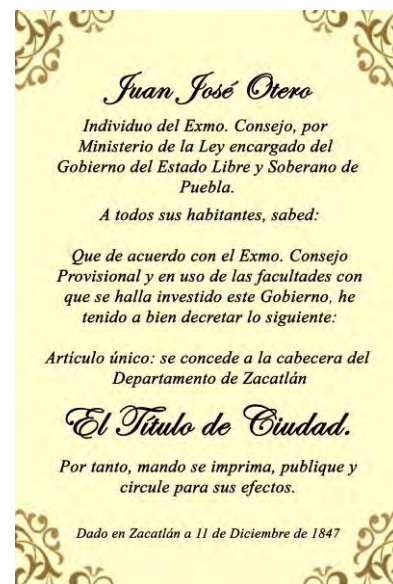 Juan José Otero
Individuo del Exmo. Consejo, por
Ministerio de la Ley encargado del
Gobierno del Estado Libre y Soberano de
Puebla.
A todos sus habitantes, sabed:
Que de acuerdo con el Exmo. Consejo
Provisional y en uso de las facultades con
que se halla investido este Gobierno, he
tenido a bien decretar lo siguiente:
Artículo único: se concede a la cabecera del
Departamento de Zacatlán
El Título de Ciudad.
Por tanto, mando se imprima, publique y
circule para sus efectos.
Dado en Zacatlán a 11 de Diciembre de 1847